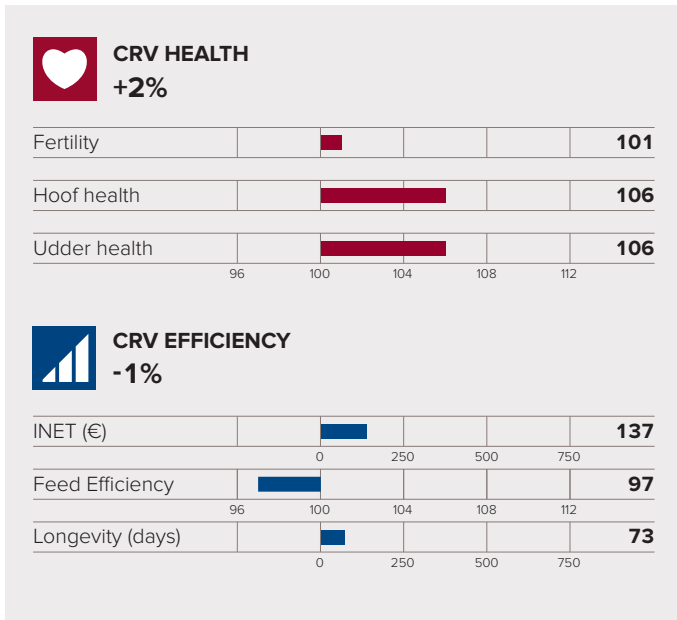 CRV HEALTH
+2%
Fertility 101
Hoof health 106
Udder health 106
96 100 104 108 112
CRV EFFICIENCY
-1%
INET (€) 137
0 250 500 750
Feed Efficiency 97
96 100 104 108 112
Longevity (days) 73
0 250 500 750